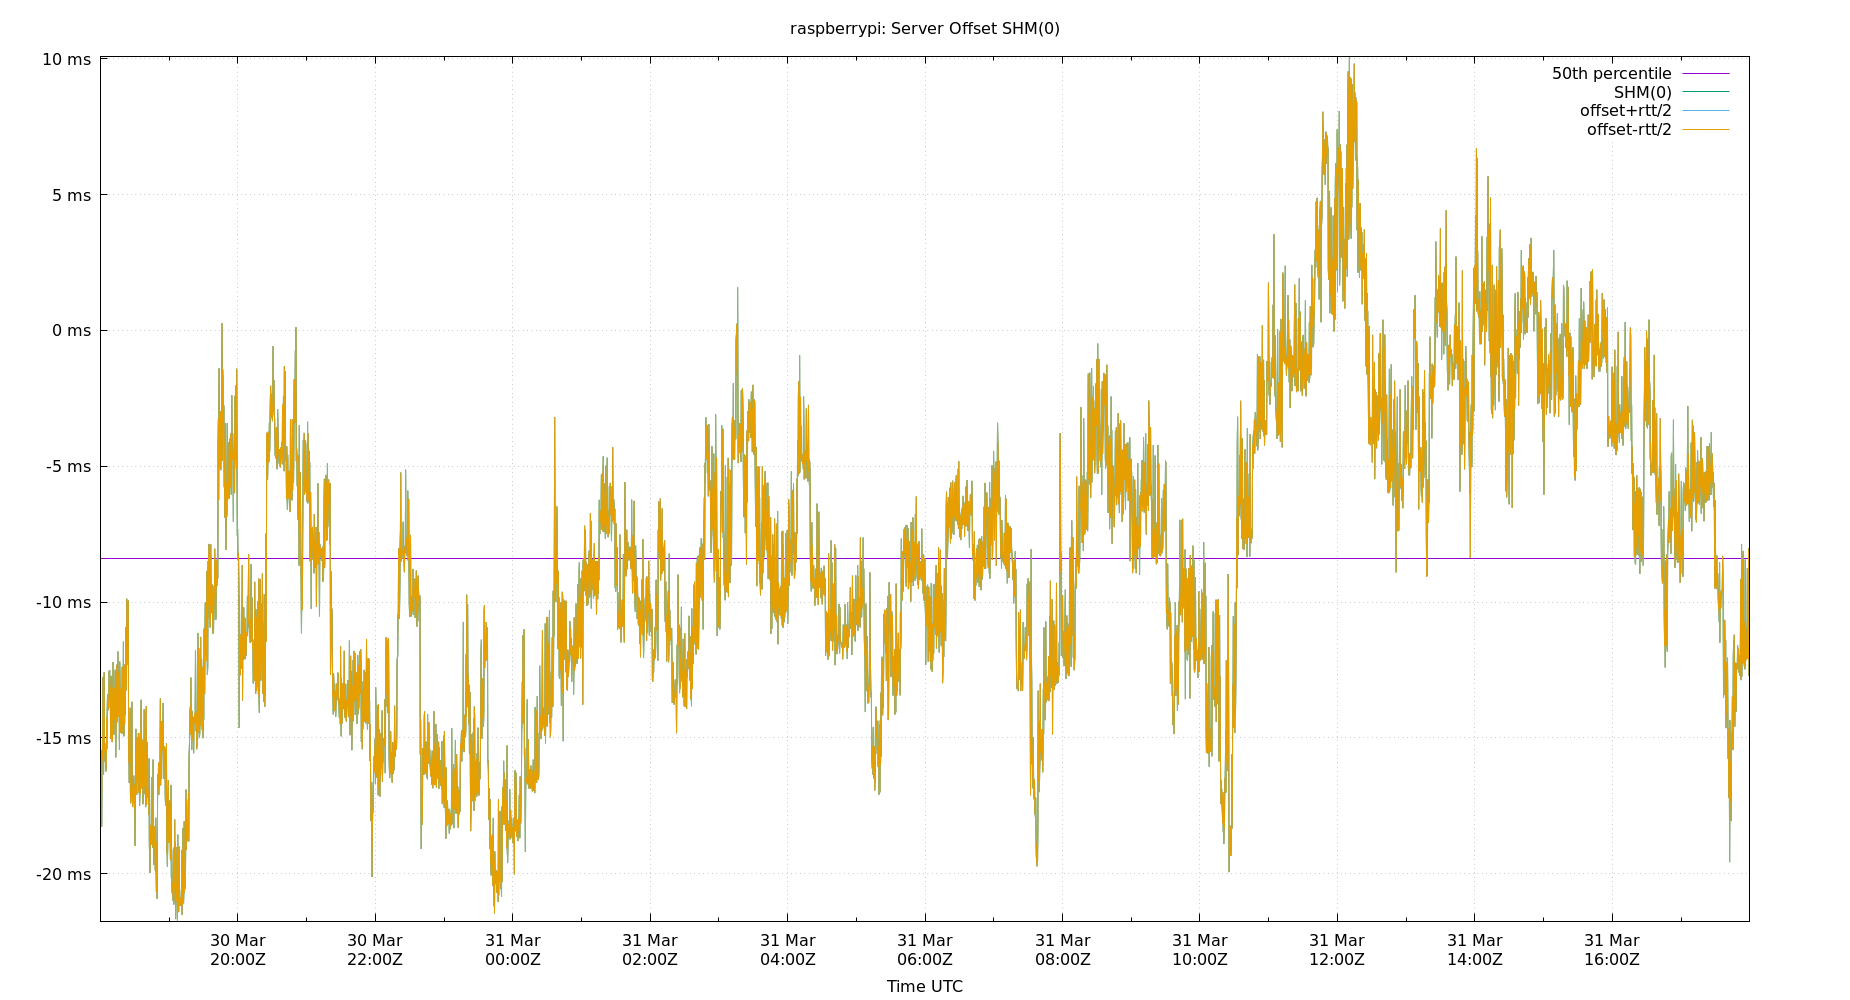 raspberrypi: Server Offset SHM(0)
10 ms
5 ms
0 ms
-5 ms
-10 ms
-15 ms
-20 ms
50th percentile
SHM(0)
offset+rtt/2
offset-rtt/2
30 Mar
20:00Z
30 Mar
22:00Z
31 Mar
00:00Z
31 Mar
02:00Z
31 Mar
04:00Z
31 Mar
06:00Z
31 Mar
08:00Z
31 Mar
10:00Z
31 Mar
12:00Z
31 Mar
14:00Z
31 Mar
16:00Z
Time UTC